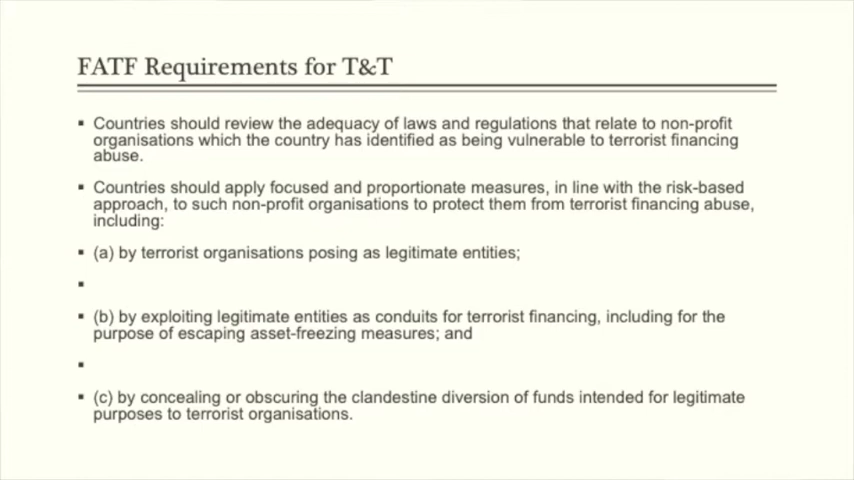 FATF Requirements for T&T
▪ Countries should review the adequacy of laws and regulations that relate to non-profit
organisations which the country has identified as being vulnerable to terrorist financing
abuse.
▪ Countries should apply focused and proportionate measures, in line with the risk-based
approach, to such non-profit organisations to protect them from terrorist financing abuse,
including:
▪ (a) by terrorist organisations posing as legitimate entities;
▪
▪ (b) by exploiting legitimate entities as conduits for terrorist financing, including for the
purpose of escaping asset-freezing measures; and
▪
▪ (c) by concealing or obscuring the clandestine diversion of funds intended for legitimate
purposes to terrorist organisations.